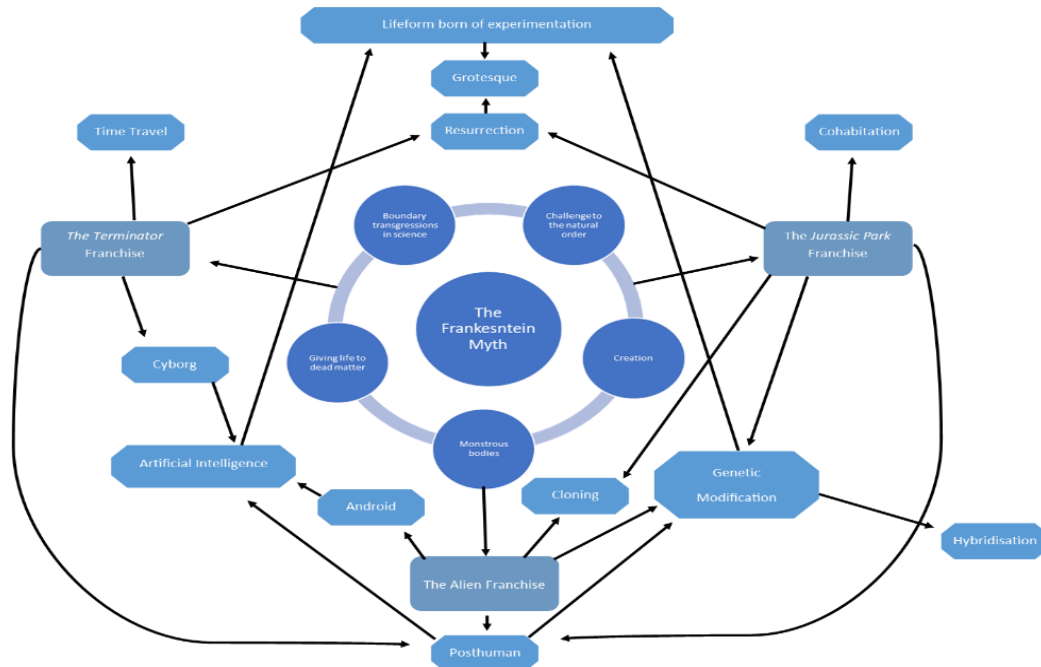 Lifeform born of experimentation
Grotesque
Resurrection
Time Travel
Cohabitation
Boundary
transgressions
in science
Challenge to
the natural
order
The Terminator
Franchise
The Jurassic Park
Franchise
The
Frankesntein
Myth
Giving life to
dead matter
Creation
Cyborg
Monstrous
bodies
Artificial Intelligence
Genetic
Modification
Android
Cloning
Hybridisation
The Alien Franchise
Posthuman